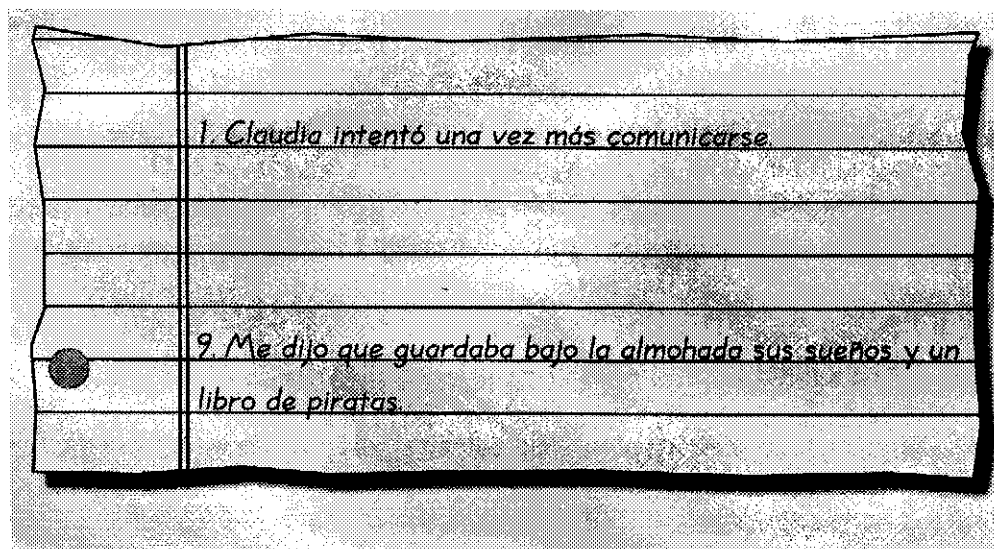 1. Claudia intentó una vez más comunicarse.
9. Me dijo que guardaba bajo la almohada sus sueños y un
libro de piratas.